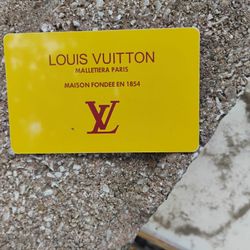 LOUIS VUITTON
MALLETIERA PARIS
MAISON FONDEE EN 1854
LV